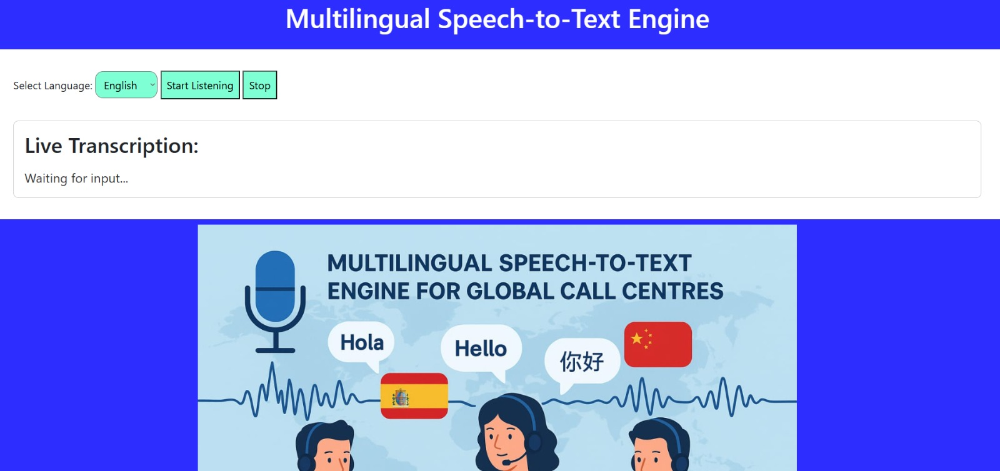 Multilingual Speech-to-Text Engine
Select Language: English Start Listening Stop
Live Transcription:
Waiting for input...
MULTILINGUAL SPEECH-TO-TEXT
ENGINE FOR GLOBAL CALL CENTRES
Hola
Hello
你好